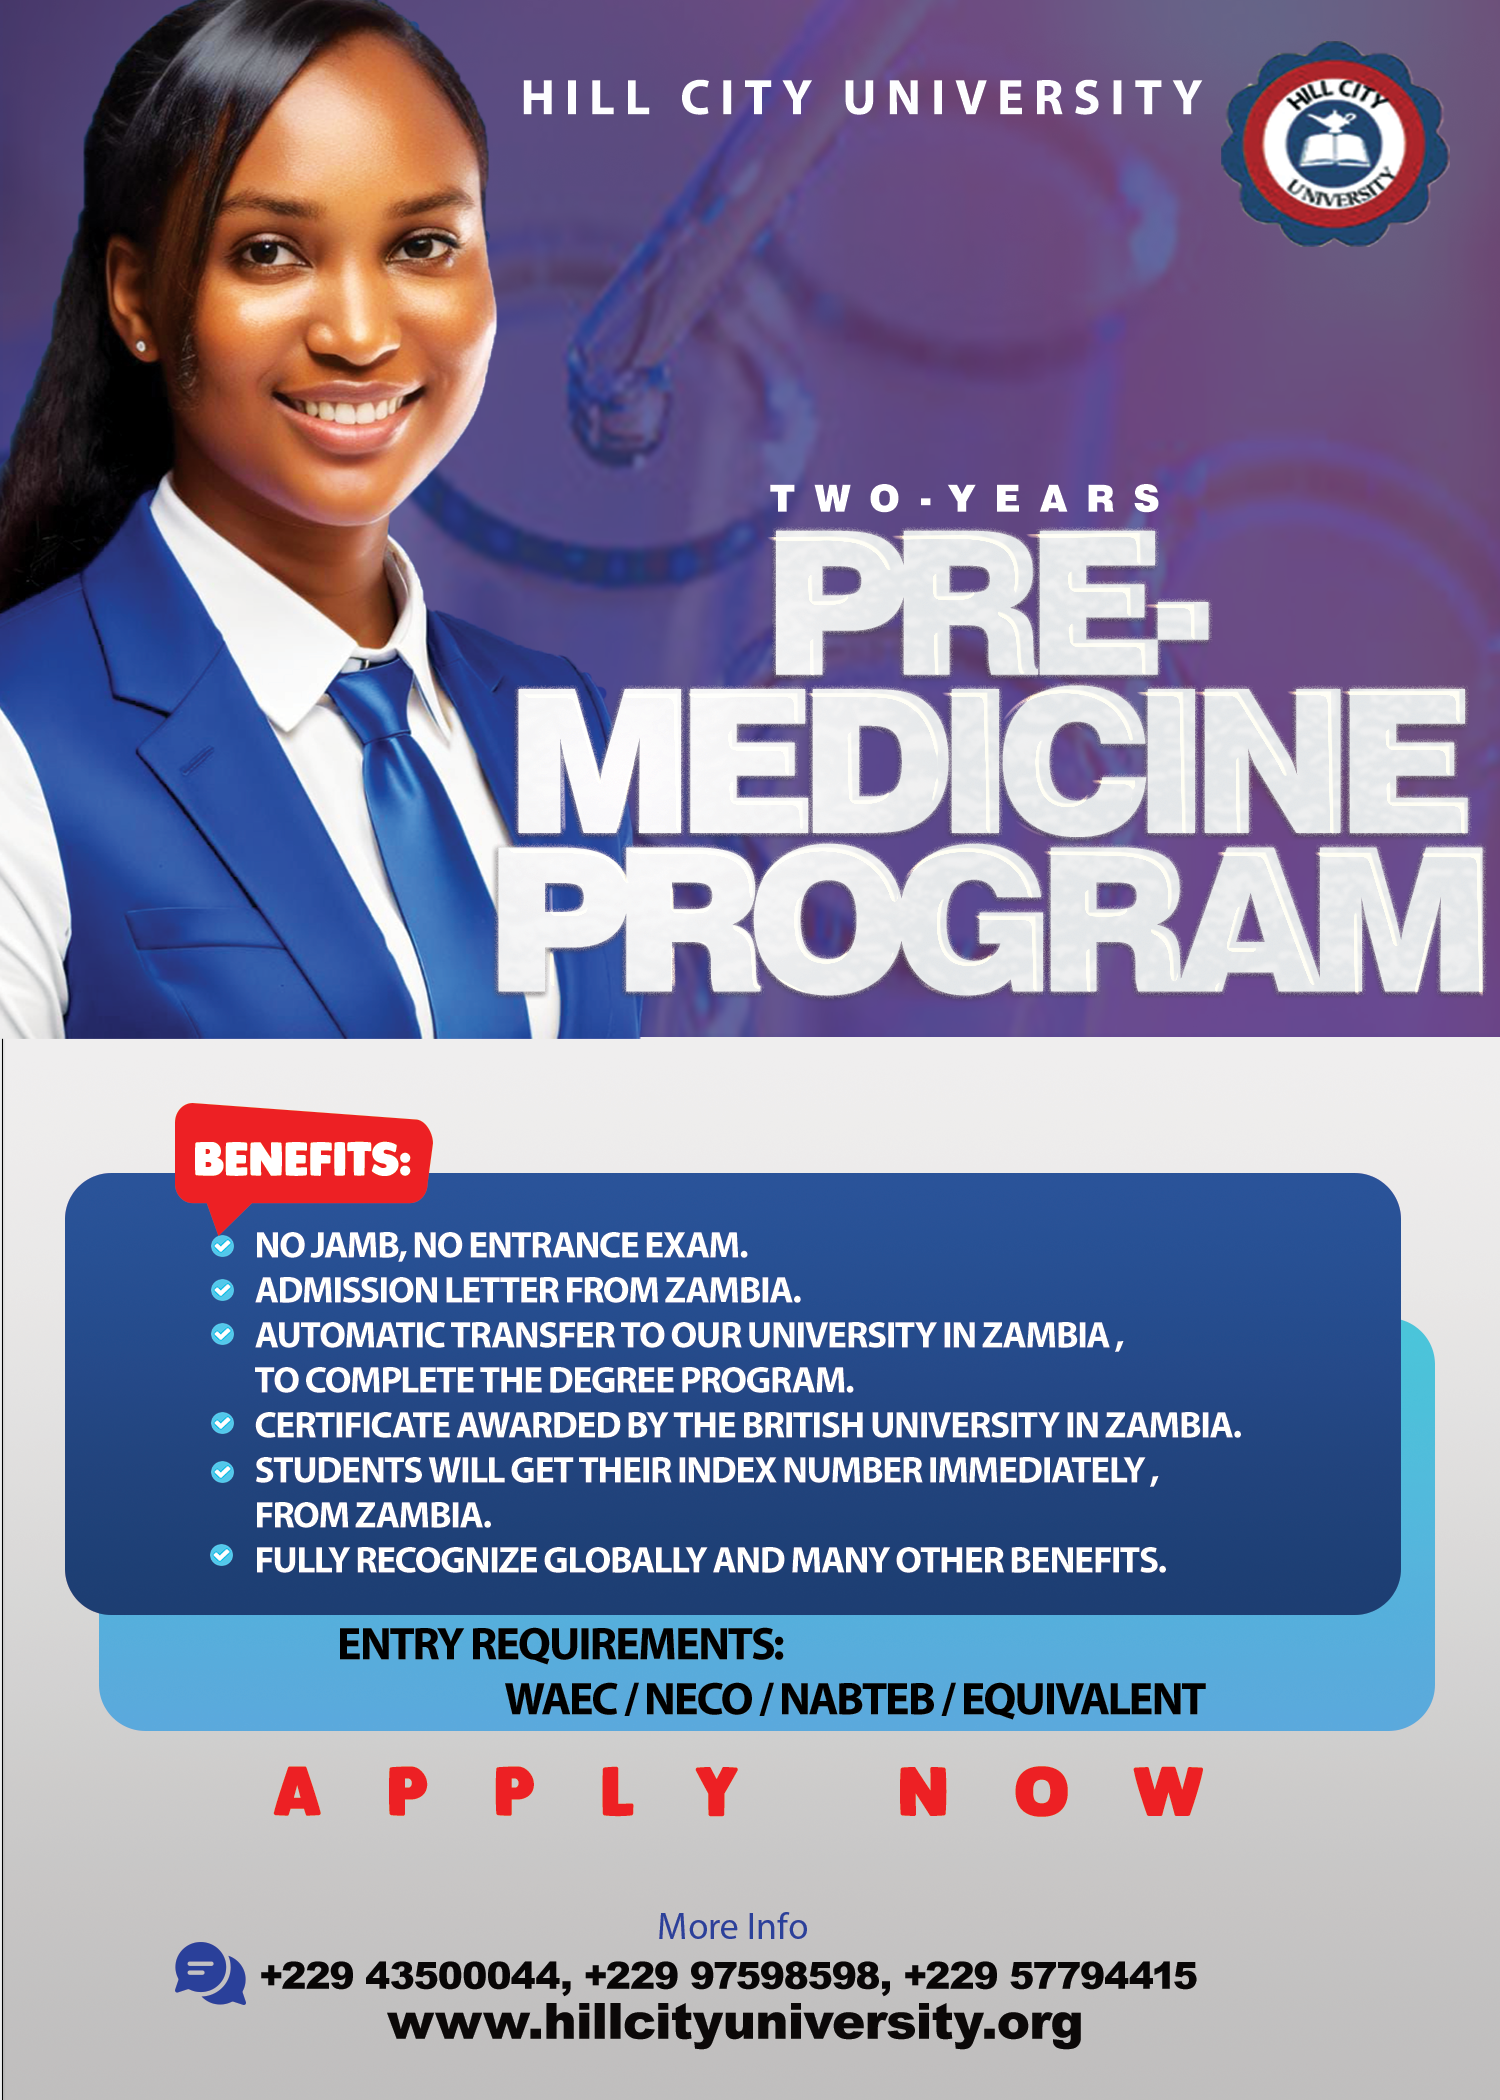 HILL CITY UNIVERSITY
HILL CITY
UNIVERSITY
TWO-YEARS
PRE-
MEDICINE
PROGRAM
BENEFITS:
NO JAMB, NO ENTRANCE EXAM.
ADMISSION LETTER FROM ZAMBIA.
AUTOMATIC TRANSFER TO OUR UNIVERSITY IN ZAMBIA ,
TO COMPLETE THE DEGREE PROGRAM.
CERTIFICATE AWARDED BY THE BRITISH UNIVERSITY IN ZAMBIA.
STUDENTS WILL GET THEIR INDEX NUMBER IMMEDIATELY ,
FROM ZAMBIA.
FULLY RECOGNIZE GLOBALLY AND MANY OTHER BENEFITS.
ENTRY REQUIREMENTS:
WAEC / NECO / NABTEB / EQUIVALENT
APPLY NOW
More Info
+229 43500044, +229 97598598, +229 57794415
www.hillcityuniversity.org